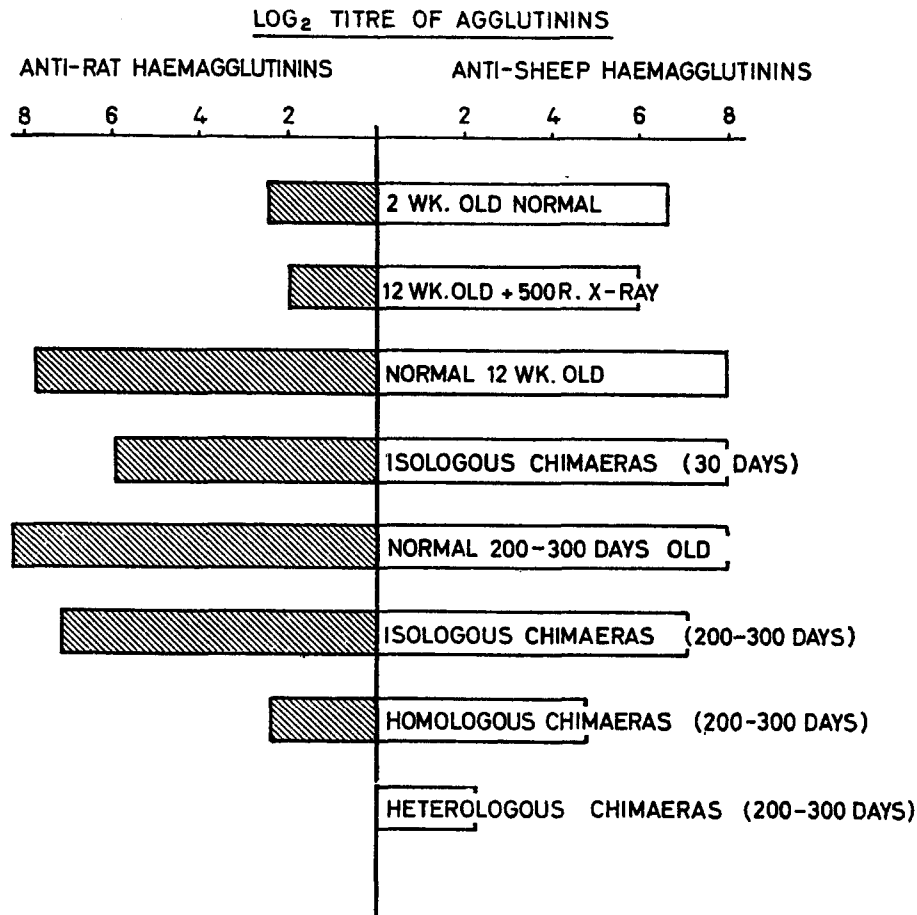 LOG₂ TITRE OF AGGLUTININS
ANTI-RAT HAEMAGGLUTININS ANTI-SHEEP HAEMAGGLUTININS
8 6 4 2 2 4 6 8
2 WK. OLD NORMAL
12 WK. OLD + 500 R. X-RAY
NORMAL 12 WK. OLD
ISOLOGOUS CHIMAERAS (30 DAYS)
NORMAL 200-300 DAYS OLD
ISOLOGOUS CHIMAERAS (200-300 DAYS)
HOMOLOGOUS CHIMAERAS (200-300 DAYS)
HETEROLOGOUS CHIMAERAS (200-300 DAYS)